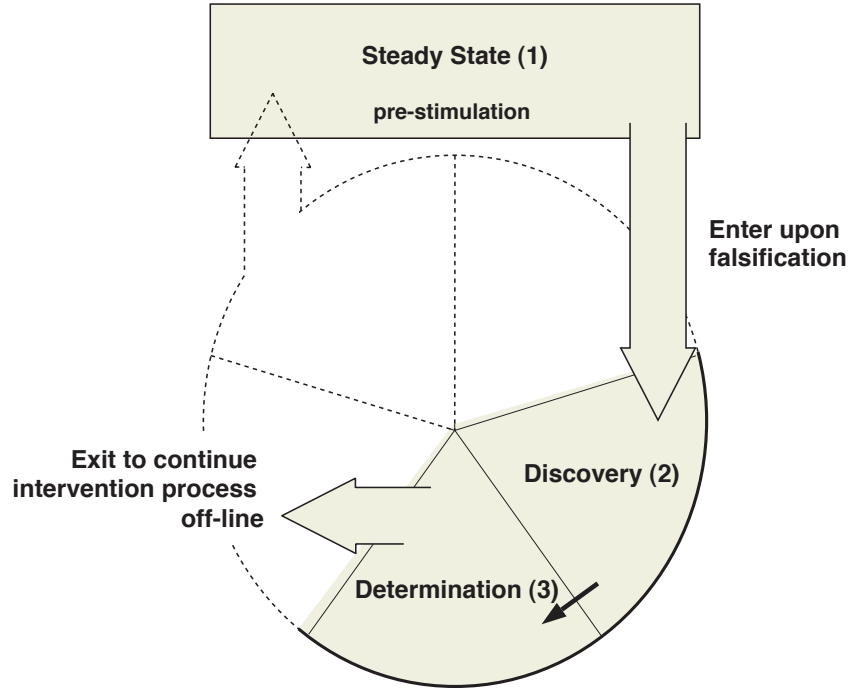 Steady State (1)
pre-stimulation
Enter upon
falsification
Discovery (2)
Exit to continue
intervention process
off-line
Determination (3)